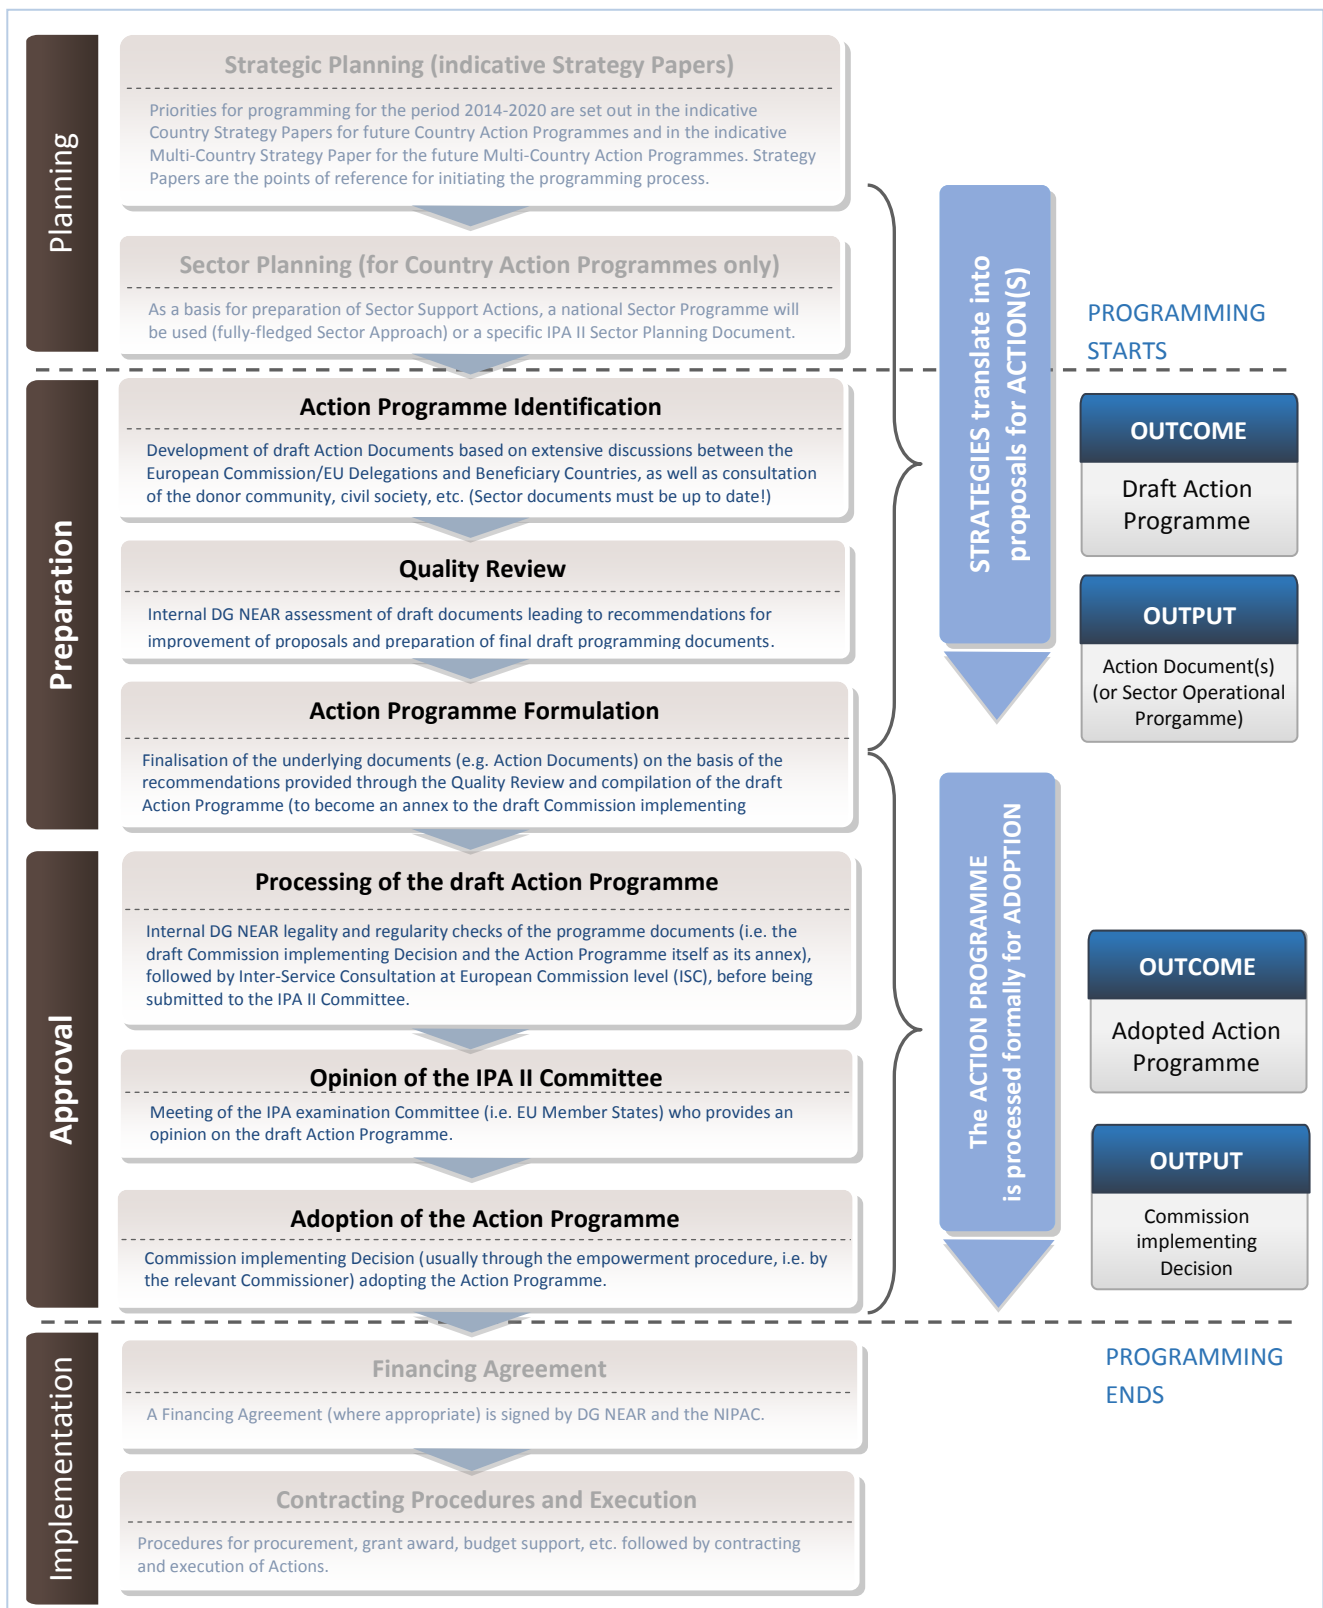 Planning
Strategic Planning (indicative Strategy Papers)
Priorities for programming for the period 2014-2020 are set out in the indicative
Country Strategy Papers for future Country Action Programmes and in the indicative
Multi-Country Strategy Paper for the future Multi-Country Action Programmes. Strategy
Papers are the points of reference for initiating the programming process.
Sector Planning (for Country Action Programmes only)
As a basis for preparation of Sector Support Actions, a national Sector Programme will
be used (fully-fledged Sector Approach) or a specific IPA II Sector Planning Document.
PROGRAMMING
STARTS
Preparation
Action Programme Identification
Development of draft Action Documents based on extensive discussions between the
European Commission/EU Delegations and Beneficiary Countries, as well as consultation
of the donor community, civil society, etc. (Sector documents must be up to date!)
Quality Review
Internal DG NEAR assessment of draft documents leading to recommendations for
improvement of proposals and preparation of final draft programming documents.
Action Programme Formulation
Finalisation of the underlying documents (e.g. Action Documents) on the basis of the
recommendations provided through the Quality Review and compilation of the draft
Action Programme (to become an annex to the draft Commission implementing
STRATEGIES translate into
proposals for ACTION(S)
OUTCOME
Draft Action
Programme
OUTPUT
Action Document(s)
(or Sector Operational
Prorgamme)
Approval
Processing of the draft Action Programme
Internal DG NEAR legality and regularity checks of the programme documents (i.e. the
draft Commission implementing Decision and the Action Programme itself as its annex),
followed by Inter-Service Consultation at European Commission level (ISC), before being
submitted to the IPA II Committee.
Opinion of the IPA II Committee
Meeting of the IPA examination Committee (i.e. EU Member States) who provides an
opinion on the draft Action Programme.
Adoption of the Action Programme
Commission implementing Decision (usually through the empowerment procedure, i.e. by
the relevant Commissioner) adopting the Action Programme.
The ACTION PROGRAMME
is processed formally for ADOPTION
OUTCOME
Adopted Action
Programme
OUTPUT
Commission
implementing
Decision
Implementation
Financing Agreement
A Financing Agreement (where appropriate) is signed by DG NEAR and the NIPAC.
PROGRAMMING
ENDS
Contracting Procedures and Execution
Procedures for procurement, grant award, budget support, etc. followed by contracting
and execution of Actions.